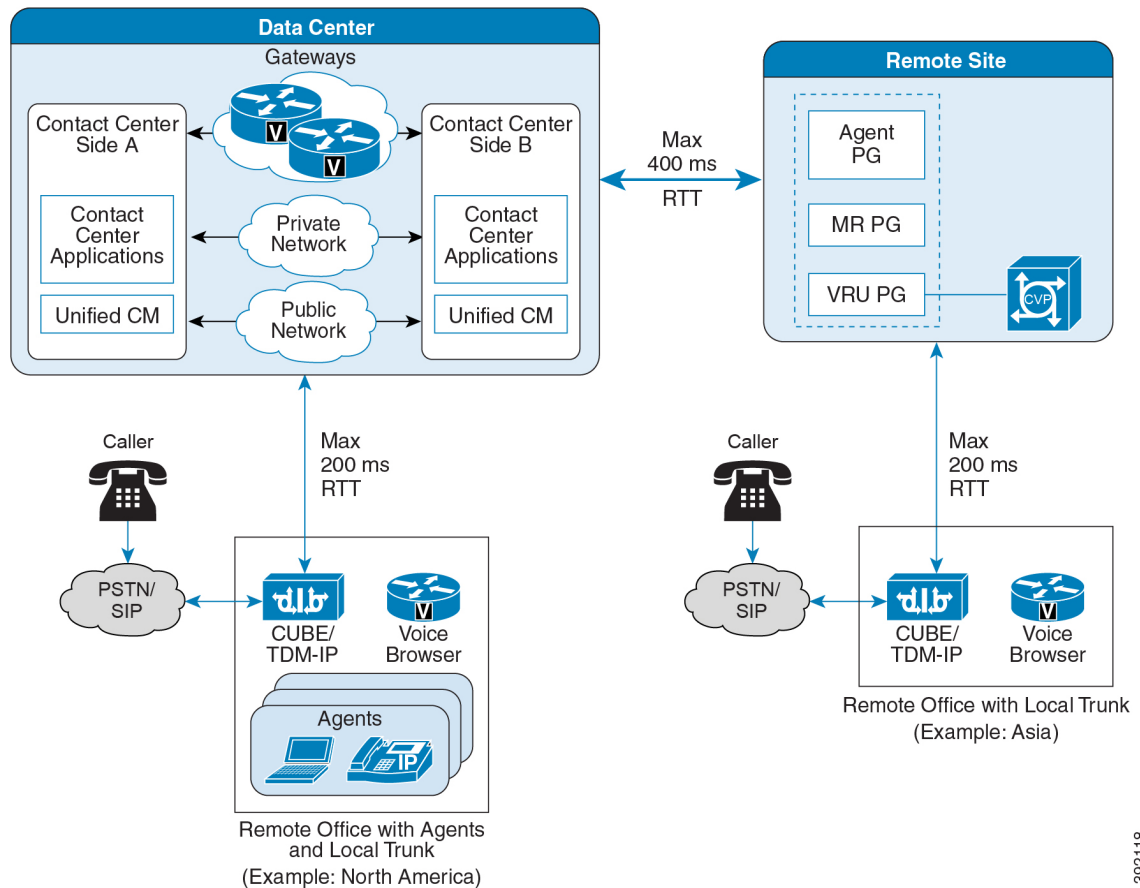 Data Center
Gateways
V
V
Contact Center
Side A
Contact
Center
Applications
Unified CM
Private
Network
Public
Network
Contact Center
Side B
Contact
Center
Applications
Unified CM
Max
400 ms
RTT
Remote Site
Agent
PG
MR PG
VRU PG
CVP
Max
200 ms
RTT
Caller
PSTN/
SIP
CUBE/
TDM-IP
V
Voice
Browser
Agents
IP
Remote Office with Agents
and Local Trunk
(Example: North America)
Max
200 ms
RTT
Caller
PSTN/
SIP
CUBE/
TDM-IP
V
Voice
Browser
Remote Office with Local Trunk
(Example: Asia)